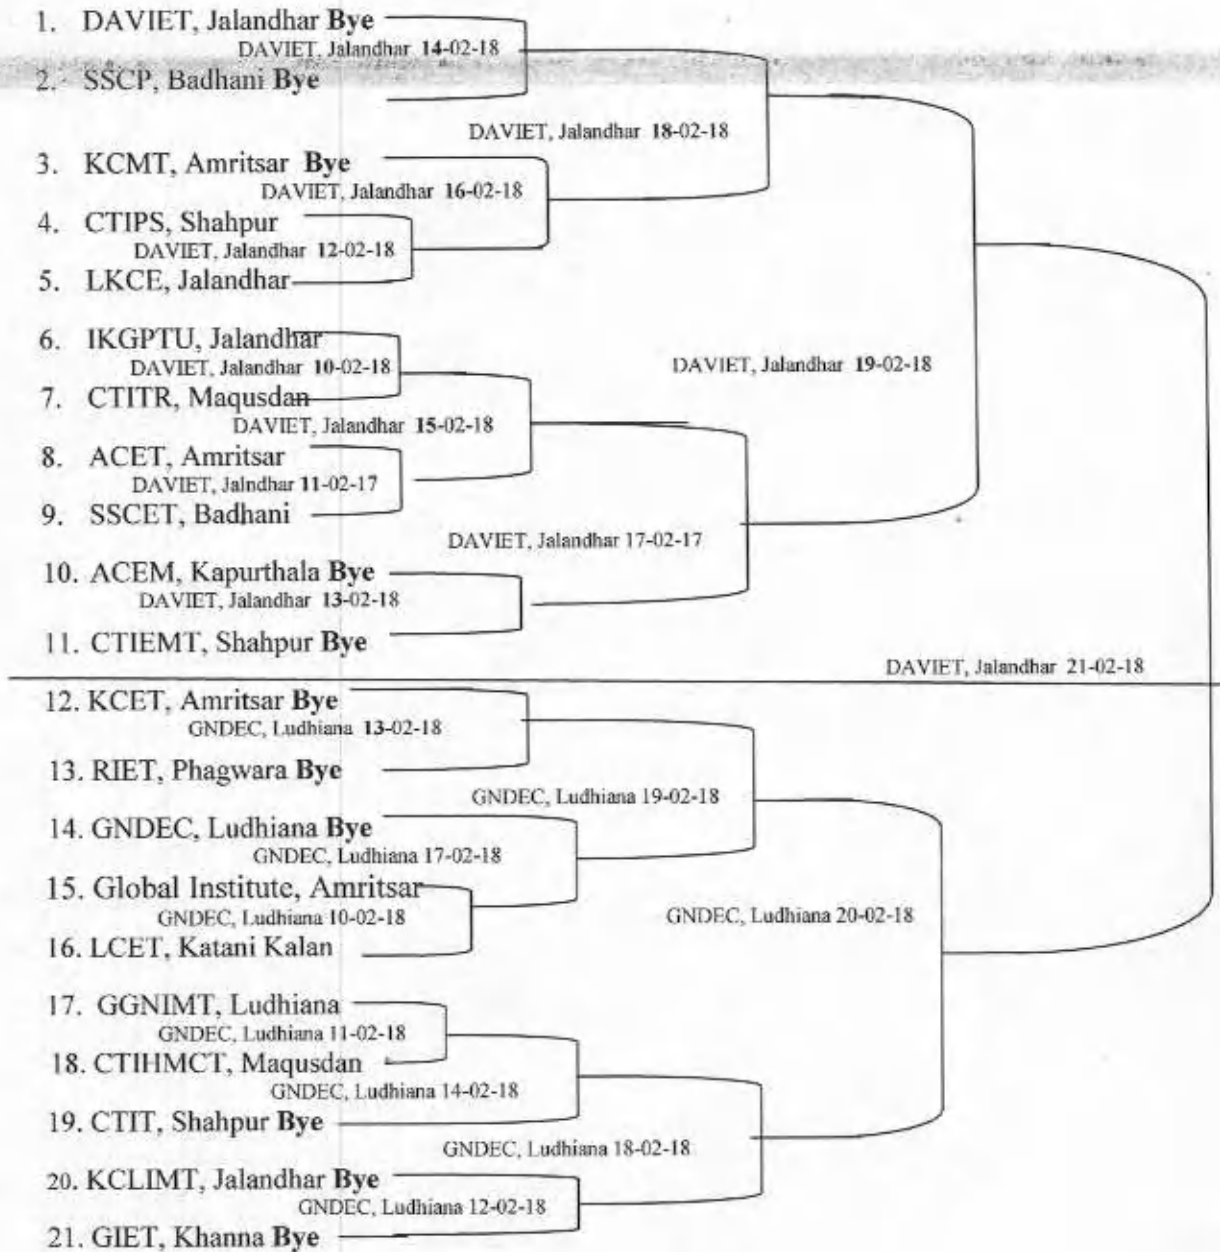 1. DAVIET, Jalandhar Bye
DAVIET, Jalandhar 14-02-18
2. SSCP, Badhani Bye
DAVIET, Jalandhar 18-02-18
3. KCMT, Amritsar Bye
DAVIET, Jalandhar 16-02-18
4. CTIPS, Shahpur
DAVIET, Jalandhar 12-02-18
5. LKCE, Jalandhar
6. IKGPTU, Jalandhar
DAVIET, Jalandhar 10-02-18
DAVIET, Jalandhar 19-02-18
7. CTITR, Maqusdan
DAVIET, Jalandhar 15-02-18
8. ACET, Amritsar
DAVIET, Jalndhar 11-02-17
9. SSCET, Badhani
DAVIET, Jalandhar 17-02-17
10. ACEM, Kapurthala Bye
DAVIET, Jalandhar 13-02-18
11. CTIEMT, Shahpur Bye
DAVIET, Jalandhar 21-02-18
12. KCET, Amritsar Bye
GNDEC, Ludhiana 13-02-18
13. RIET, Phagwara Bye
GNDEC, Ludhiana 19-02-18
14. GNDEC, Ludhiana Bye
GNDEC, Ludhiana 17-02-18
15. Global Institute, Amritsar
GNDEC, Ludhiana 10-02-18
GNDEC, Ludhiana 20-02-18
16. LCET, Katani Kalan
17. GGNIMT, Ludhiana
GNDEC, Ludhiana 11-02-18
18. CTIHMCT, Maqusdan
GNDEC, Ludhiana 14-02-18
19. CTIT, Shahpur Bye
GNDEC, Ludhiana 18-02-18
20. KCLIMT, Jalandhar Bye
GNDEC, Ludhiana 12-02-18
21. GIET, Khanna Bye